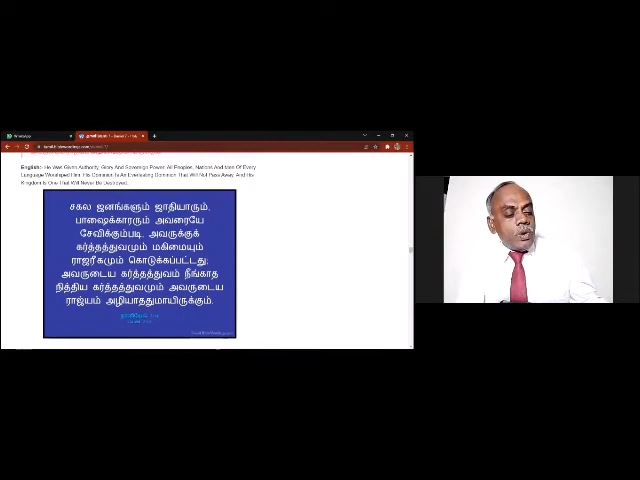 WhatsApp
English:- He Was Given Authority, Glory And Sovereign Power; All Peoples, Nations And Men Of Every
Language Worshiped Him. His Dominion Is An Everlasting Dominion That Will Not Pass Away, And His
Kingdom Is One That Will Never Be Destroyed.
சகல ஜனங்களும் ஜாதியாரும்,
பாஷைக்காரரும் அவரையே
சேவிக்கும்படி, அவருக்குக்
கர்த்தத்துவமும் மகிமையும்
ராஜரீகமும் கொடுக்கப்பட்டது;
அவருடைய கர்த்தத்துவம் நீங்காத
நித்திய கர்த்தத்துவமும் அவருடைய
ராஜ்யம் அழியாததுமாயிருக்கும்.